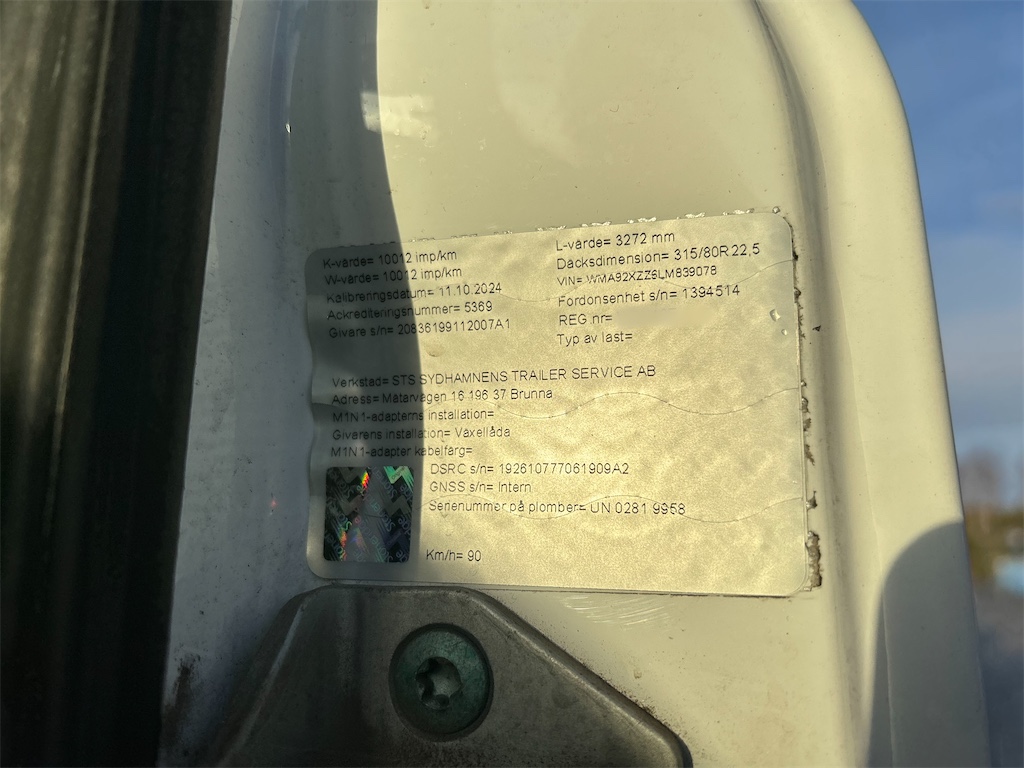 K-värde= 10012 imp/km
W-värde= 10012 imp/km
Kalibreringsdatum= 11.10.2024
Ackrediteringsnummer= 5369
Givare s/n= 20836199112007A1
L-värde= 3272 mm
Däcksdimension= 315/80R22,5
VIN= WMA92XZZ6LM839078
Fordonsenhet s/n= 1394514
REG.nr=
Typ av last=
Verkstad= STS SYDHAMNENS TRAILER SERVICE AB
Adress= Mätarvägen 16 196 37 Brunna
M1N1-adapterns installation=
Givarens installation= Växellåda
M1N1-adapter kabelfärg=
DSRC s/n= 192610777061909A2
GNSS s/n= Intern
Serienummer på plomber= UN 0281 9958
Km/h= 90